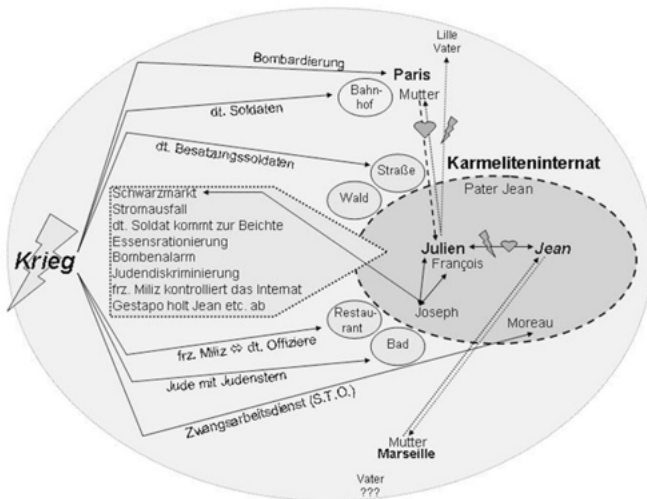 Lille
Vater
Bombardierung
Paris
Bahn-
hof
Mutter
dt. Soldaten
dt. Besatzungssoldaten
Straße
Karmeliteninternat
Wald
Pater Jean
Schwarzmarkt
Stromausfall
dt. Soldat kommt zur Beichte
Essensrationierung
Bombenalarm
Judendiskriminierung
frz. Miliz kontrolliert das Internat
Gestapo holt Jean etc. ab
Krieg
Julien
François
Jean
Joseph
Restau-
rant
Moreau
Bad
frz. Miliz ⇔ dt. Offiziere
Jude mit Judenstern
Zwangsarbeitsdienst (S.T.O.)
Mutter
Marseille
Vater
???